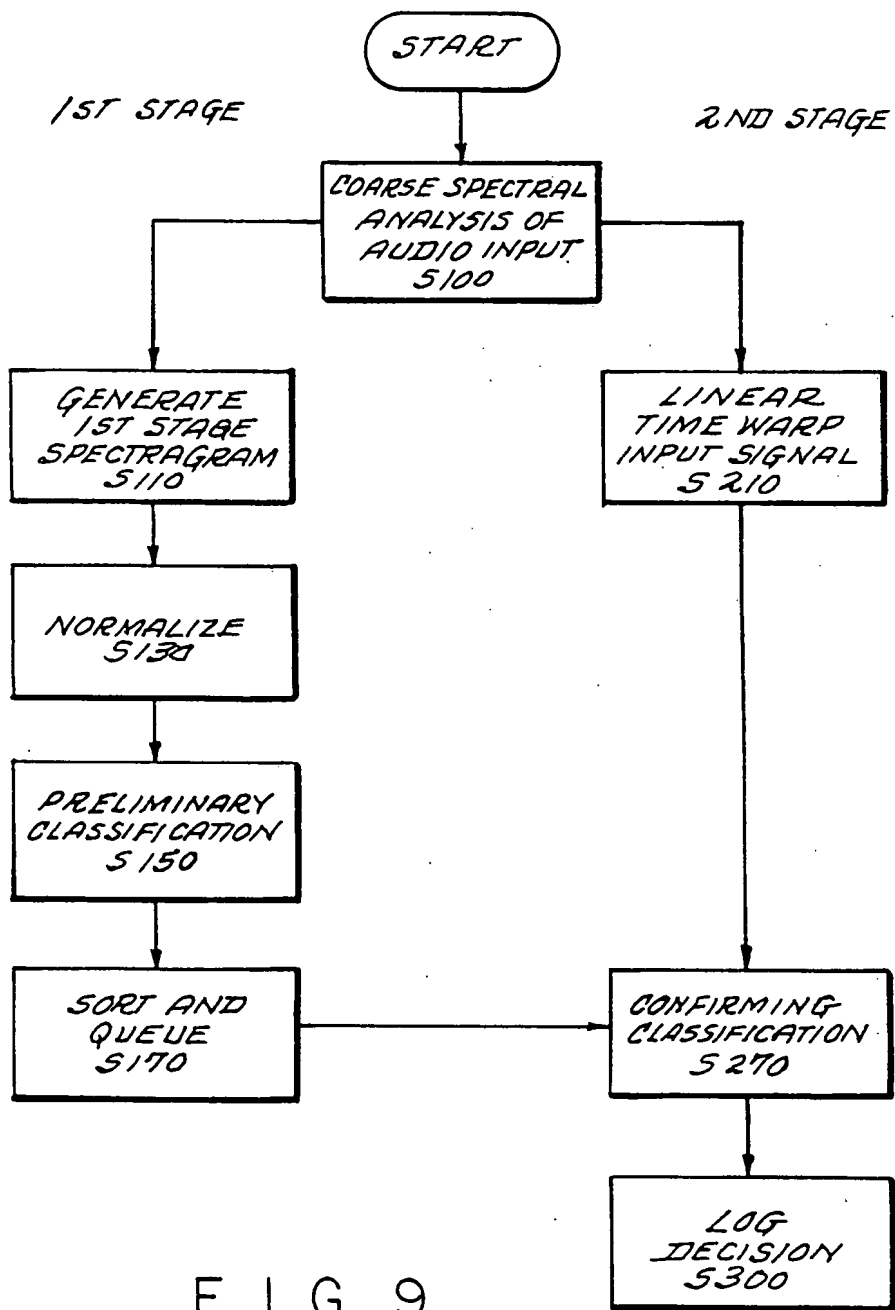 START
1ST STAGE
2ND STAGE
COARSE SPECTRAL
ANALYSIS OF
AUDIO INPUT
S100
GENERATE
1ST STAGE
SPECTRAGRAM
S110
LINEAR
TIME WARP
INPUT SIGNAL
S210
NORMALIZE
S130
PRELIMINARY
CLASSIFICATION
S150
SORT AND
QUEUE
S170
CONFIRMING
CLASSIFICATION
S270
LOG
DECISION
S300
FIG. 9